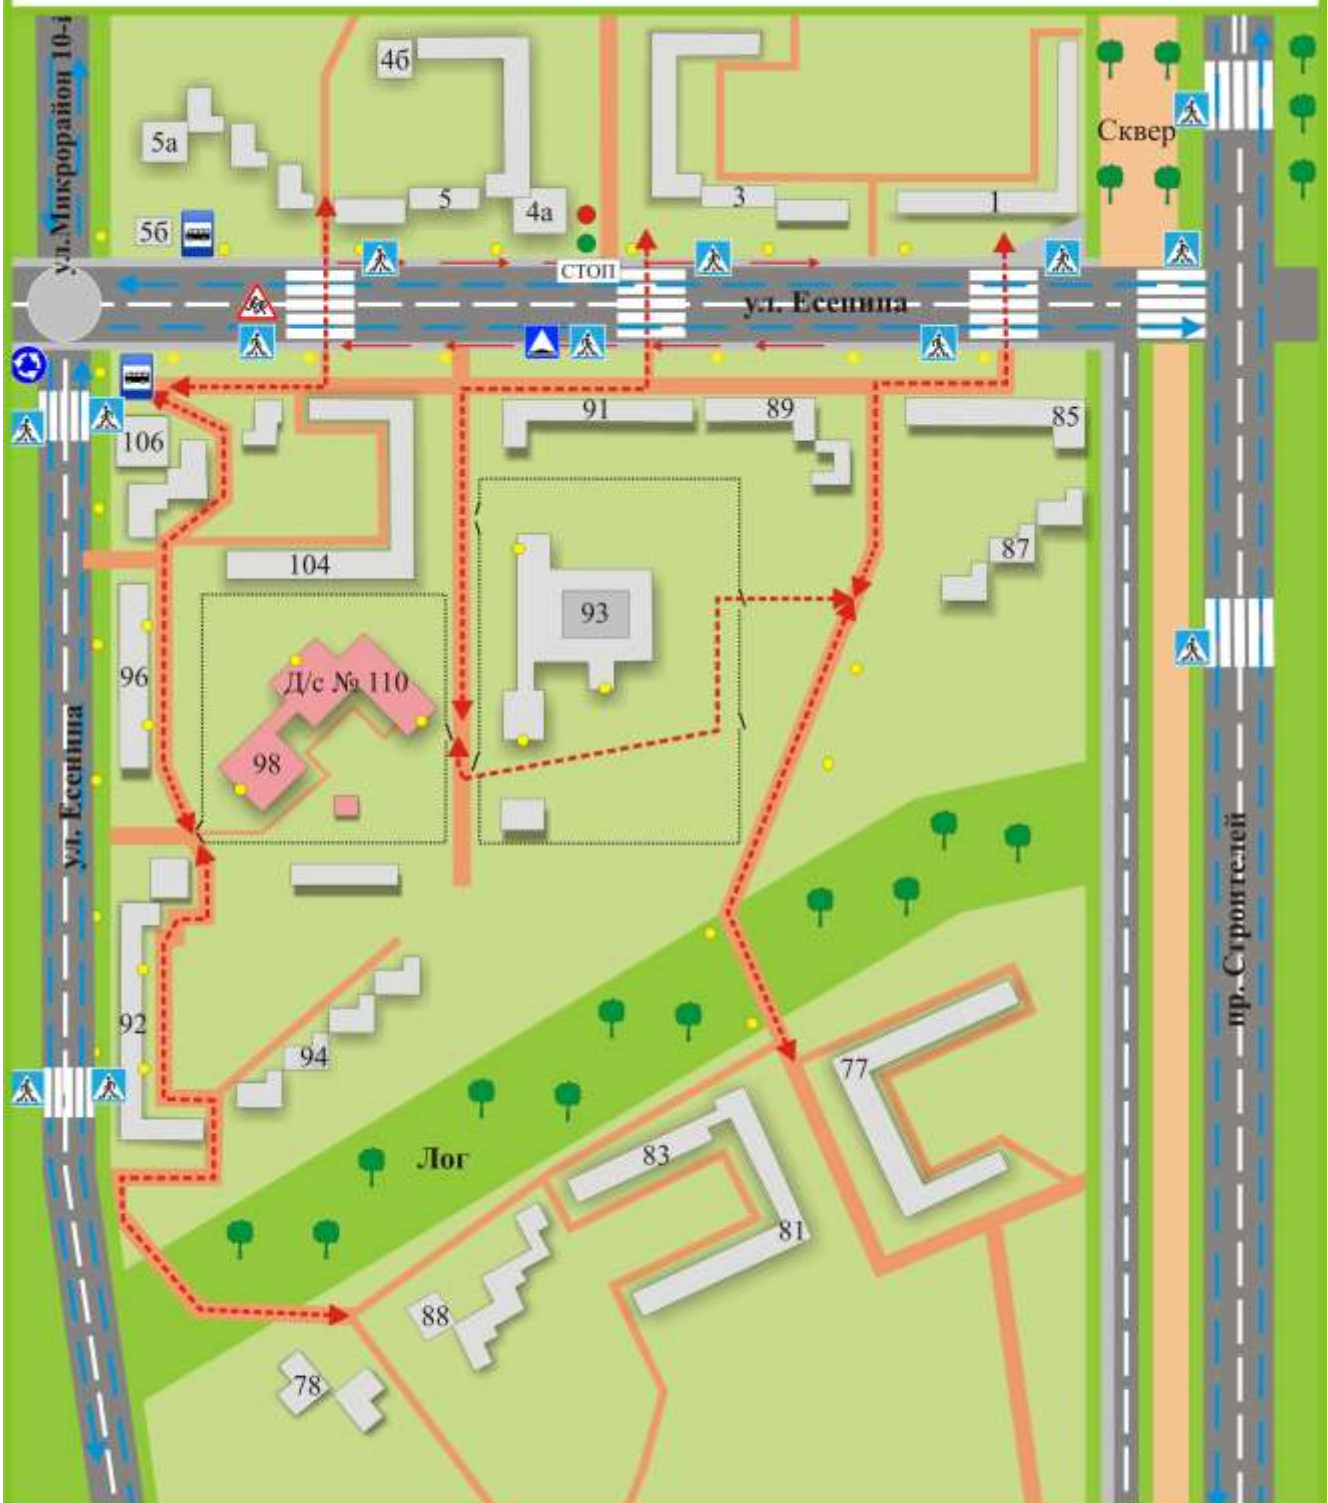 ул.Микрорайон 10-й
4б
5а
Сквер
5
3
1
4а
5б
СТОП
ул. Есенина
91
89
85
106
87
104
93
96
Д/с № 110
98
ул. Есенина
пр. Строителей
92
94
77
Лог
83
81
88
78